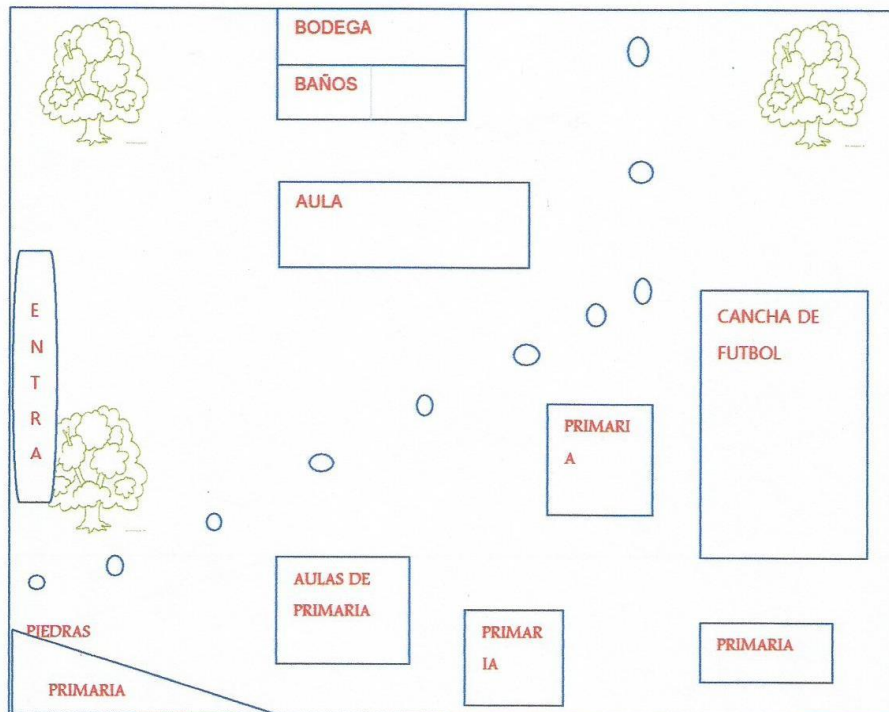 BODEGA
BAÑOS
AULA
E
N
T
R
A
CANCHA DE
FUTBOL
PRIMARI
A
AULAS DE
PRIMARIA
PIEDRAS
PRIMAR
IA
PRIMARIA
PRIMARIA